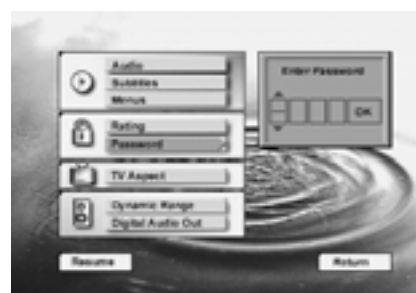 Audio
Subtitles
Menus
Rating
Password
TV Aspect
Dynamic Range
Digital Audio Out
Enter Password
OK
Resume
Return